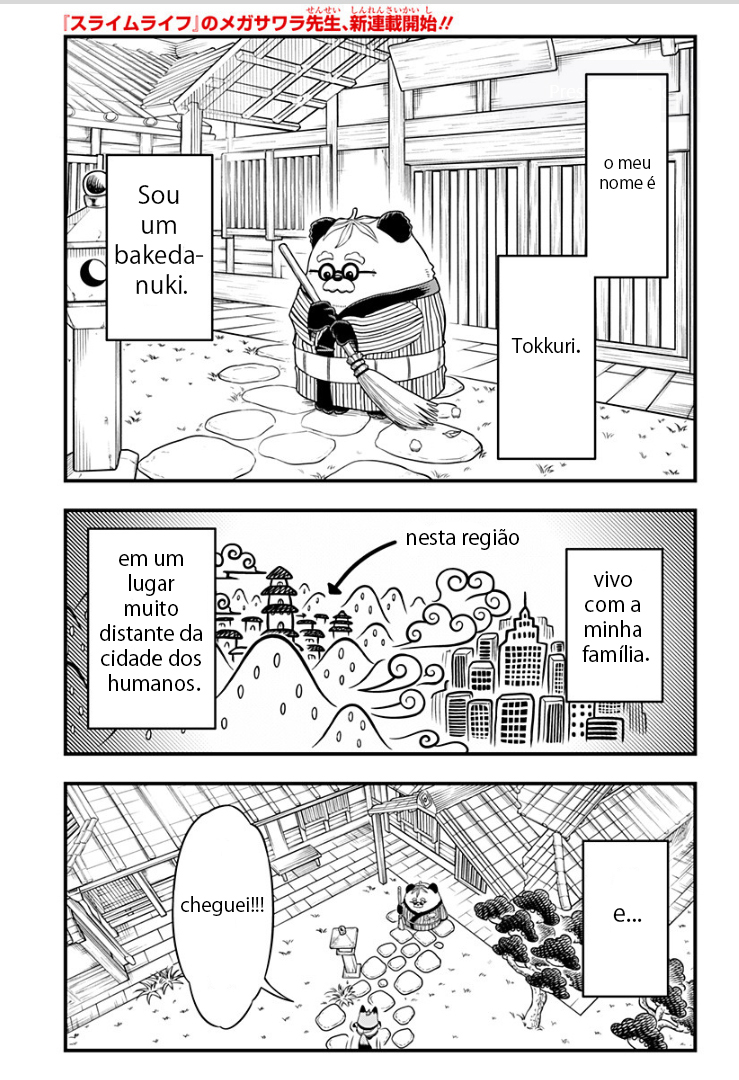 『スライムライフ』のメガサワラ先生、新連載開始!!
o meu
nome é
Tokkuri.
Sou
um
bakeda-
nuki.
vivo
com a
minha
família.
nesta região
em um
lugar
muito
distante da
cidade dos
humanos.
e...
cheguei!!!